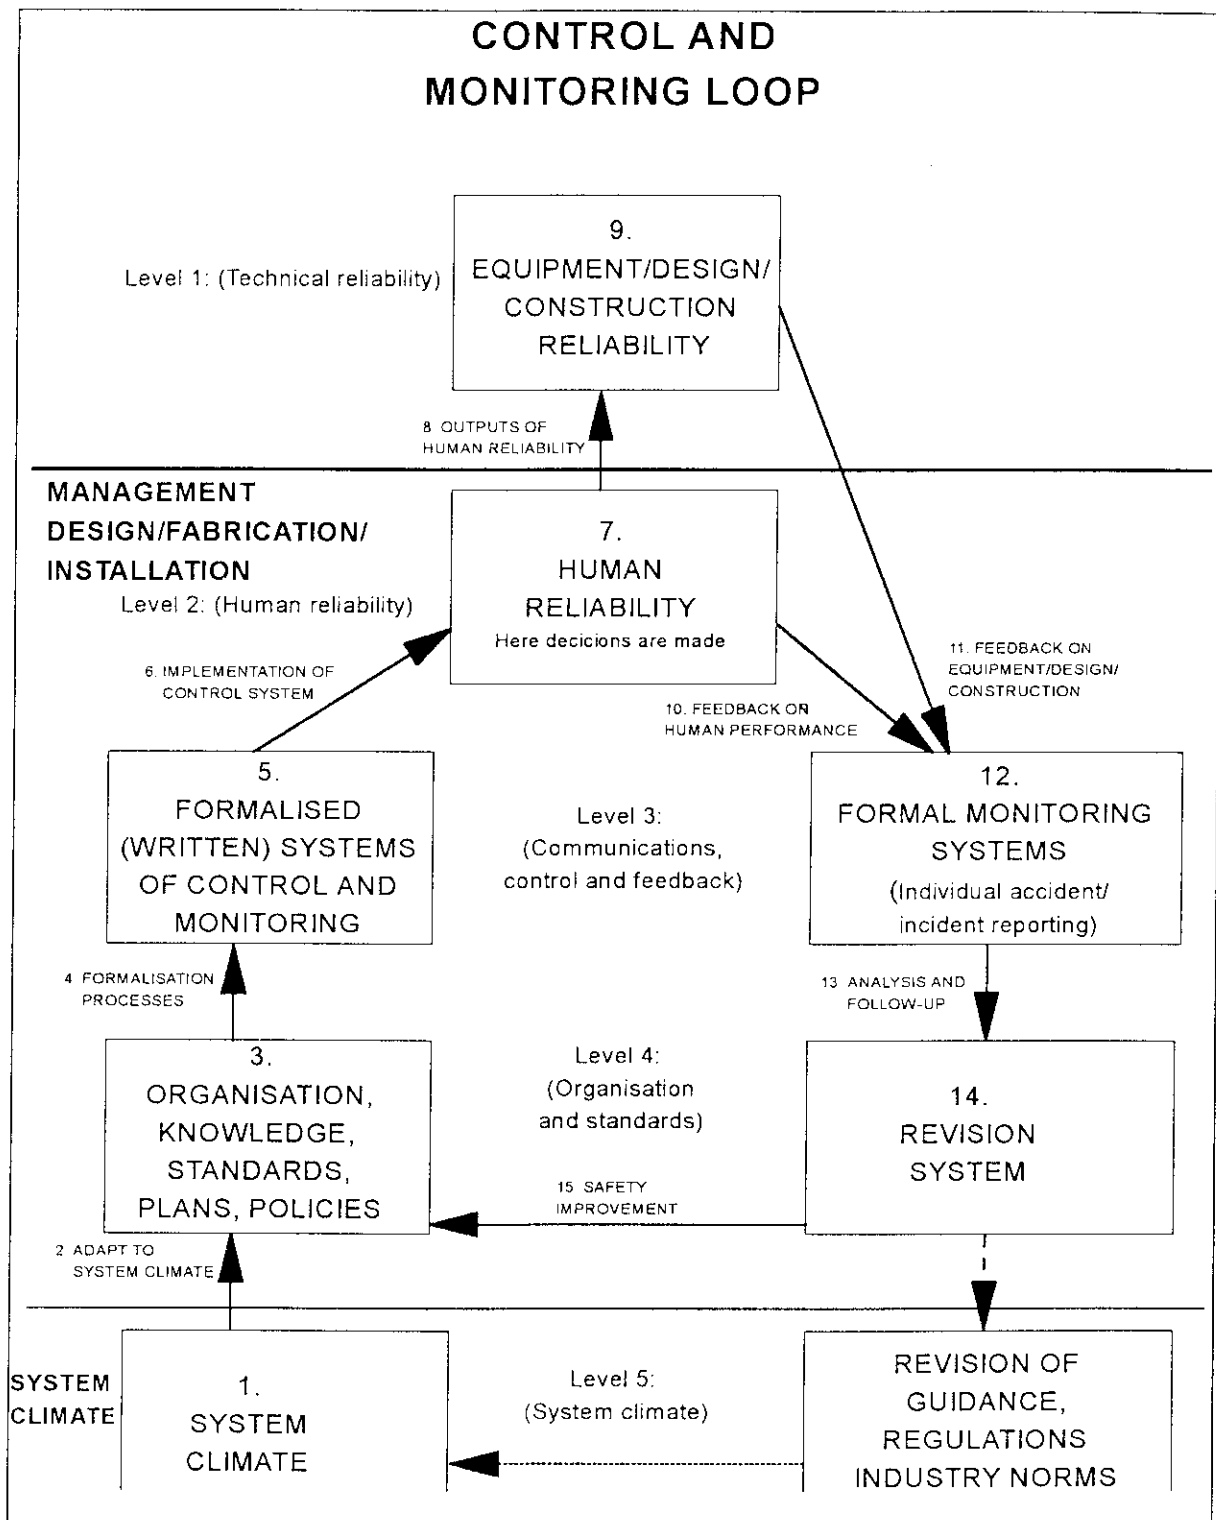 CONTROL AND
MONITORING LOOP
9.
EQUIPMENT/DESIGN/
CONSTRUCTION
RELIABILITY
Level 1: (Technical reliability)
8 OUTPUTS OF
HUMAN RELIABILITY
MANAGEMENT
DESIGN/FABRICATION/
INSTALLATION
Level 2: (Human reliability)
7.
HUMAN
RELIABILITY
Here decicions are made
6. IMPLEMENTATION OF
CONTROL SYSTEM
11. FEEDBACK ON
EQUIPMENT/DESIGN/
CONSTRUCTION
10. FEEDBACK ON
HUMAN PERFORMANCE
5.
FORMALISED
(WRITTEN) SYSTEMS
OF CONTROL AND
MONITORING
Level 3:
(Communications,
control and feedback)
12.
FORMAL MONITORING
SYSTEMS
(Individual accident/
incident reporting)
4 FORMALISATION
PROCESSES
13 ANALYSIS AND
FOLLOW-UP
3.
ORGANISATION,
KNOWLEDGE,
STANDARDS,
PLANS, POLICIES
Level 4:
(Organisation
and standards)
14.
REVISION
SYSTEM
15 SAFETY
IMPROVEMENT
2 ADAPT TO
SYSTEM CLIMATE
SYSTEM
CLIMATE
1.
SYSTEM
CLIMATE
Level 5:
(System climate)
REVISION OF
GUIDANCE,
REGULATIONS
INDUSTRY NORMS